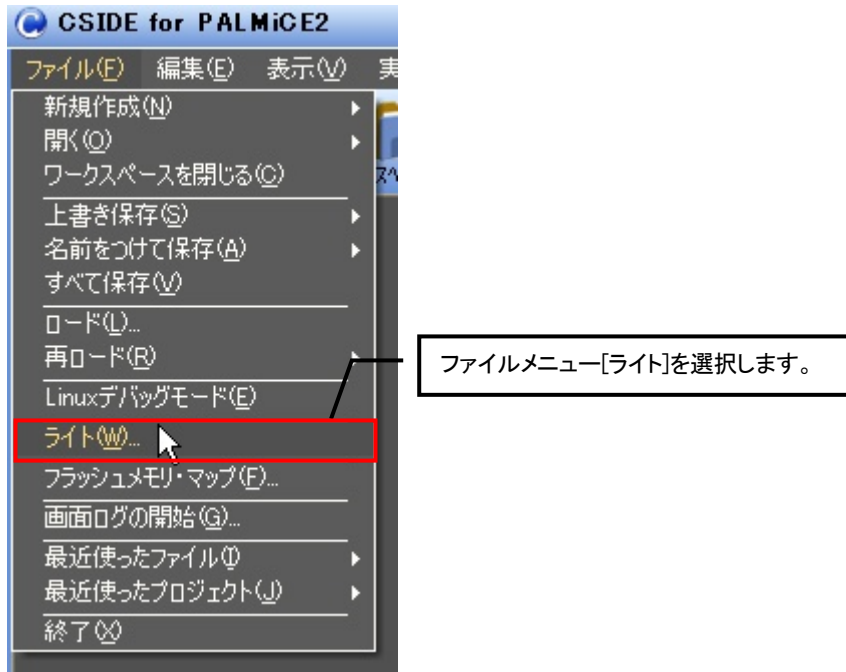 CSIDE for PALMiCE2
ファイル(F) 編集(E) 表示(V) 実
新規作成(N)
開く(O)
ワークスペースを閉じる(C)
上書き保存(S)
名前をつけて保存(A)
すべて保存(V)
ロード(L)...
再ロード(R)
Linuxデバッグモード(E)
ライト(W)...
フラッシュメモリ・マップ(F)...
画面ログの開始(G)...
最近使ったファイル(I)
最近使ったプロジェクト(J)
終了(X)
ファイルメニュー[ライト]を選択します。